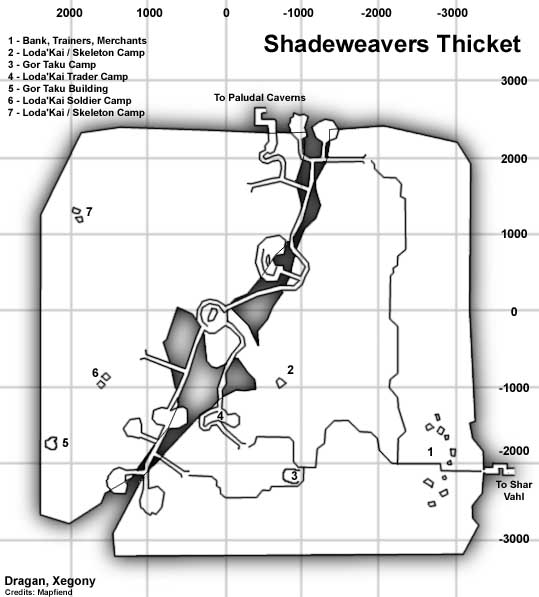 2000 1000 0 -1000 -2000 -3000
Shadeweavers Thicket
1 - Bank, Trainers, Merchants
2 - Loda'Kai / Skeleton Camp
3 - Gor Taku Camp
4 - Loda'Kai Trader Camp
5 - Gor Taku Building
6 - Loda'Kai Soldier Camp
7 - Loda'Kai / Skeleton Camp
3000
To Paludal Caverns
2000
7
1000
0
6
2
-1000
4
5
1
-2000
3
To Shar
Vahl
-3000
Dragan, Xegony
Credits: Mapfiend